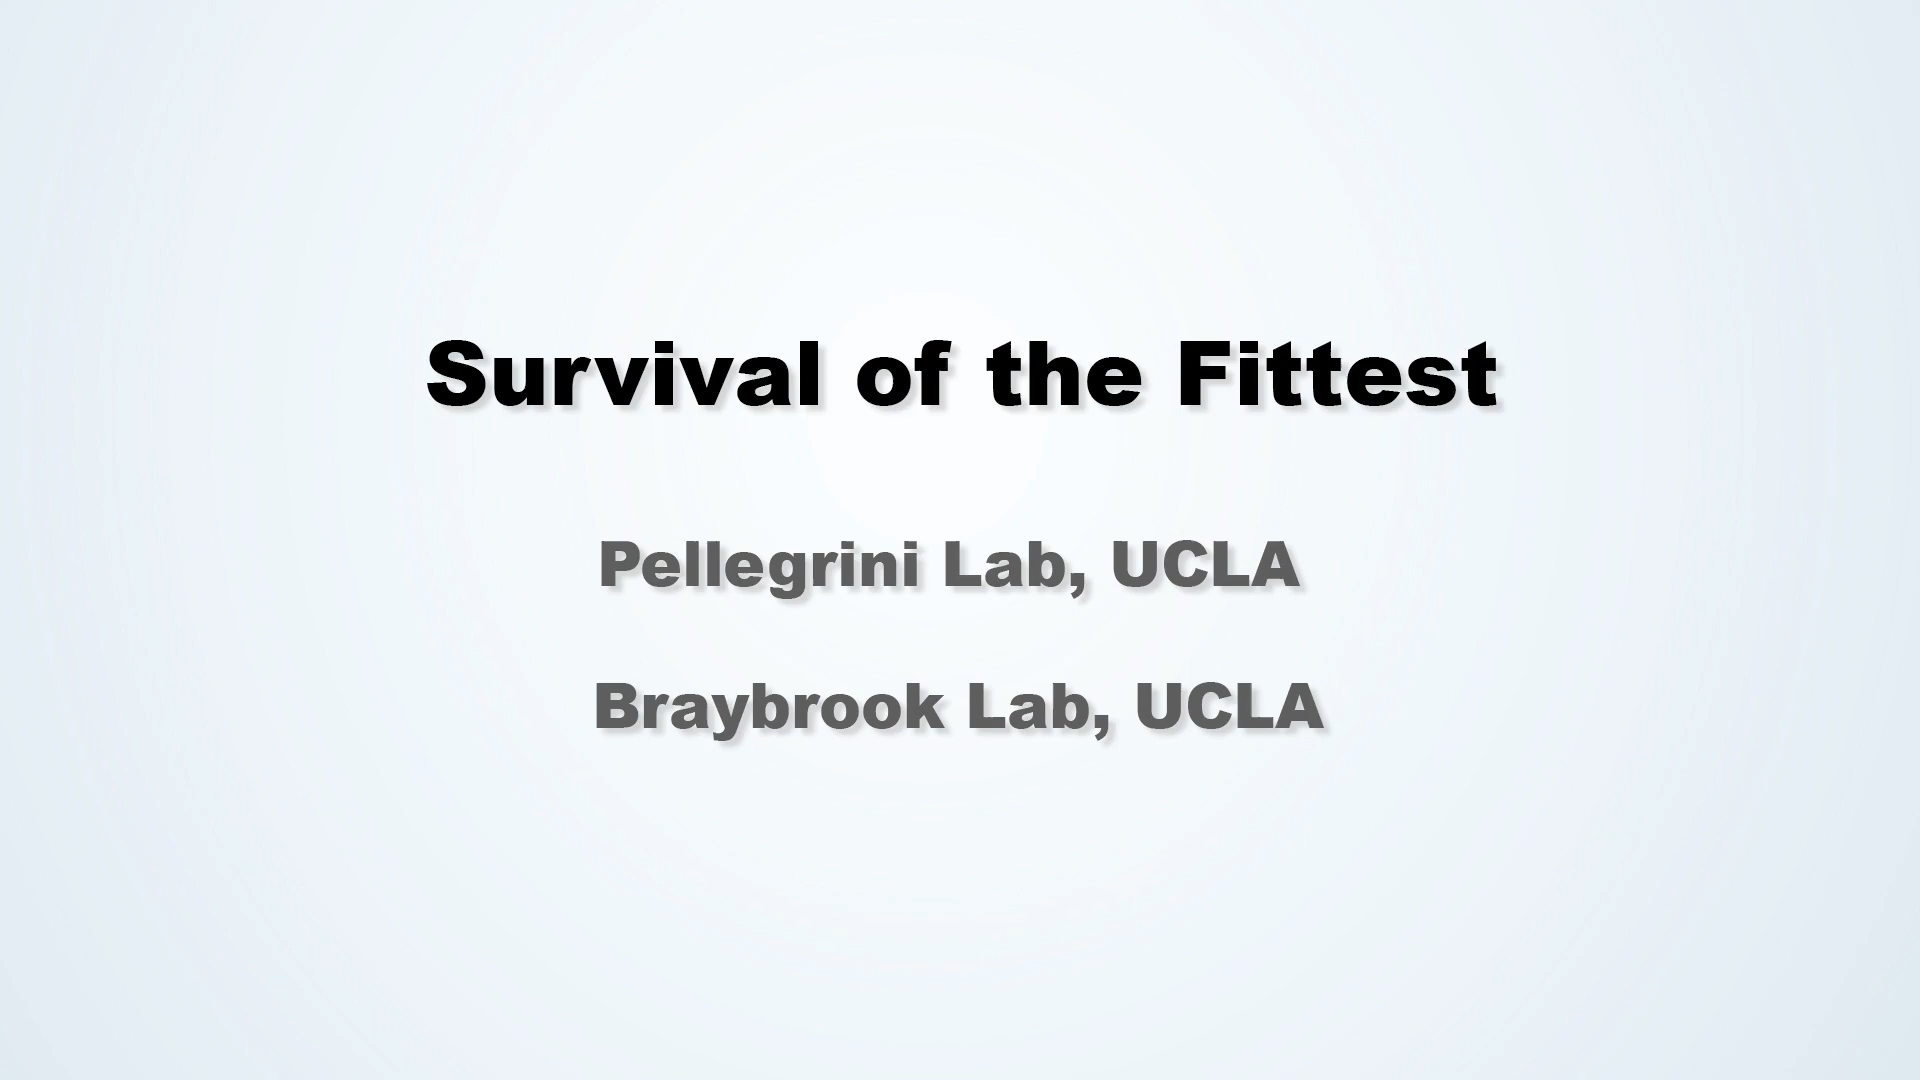 Survival of the Fittest
Pellegrini Lab, UCLA
Braybrook Lab, UCLA